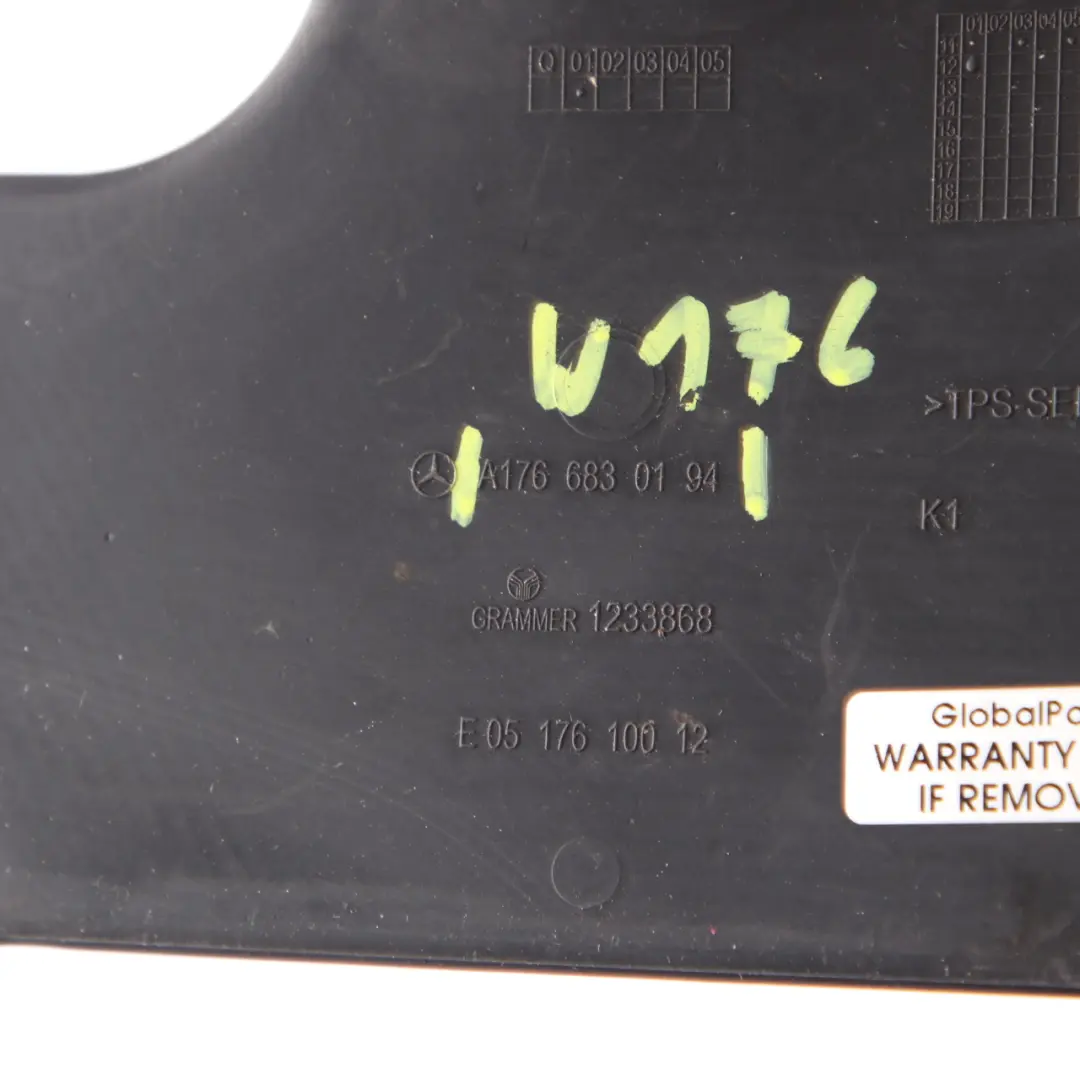 Q 01 02 03 04 05
01 02 03 04 05
11
12
13
14
15
16
17
18
19
W176
>TPS-SE
A176 683 01 94
K1
GRAMMER 1233868
E 05 176 100 12
GlobalPa
WARRANTY
IF REMOV